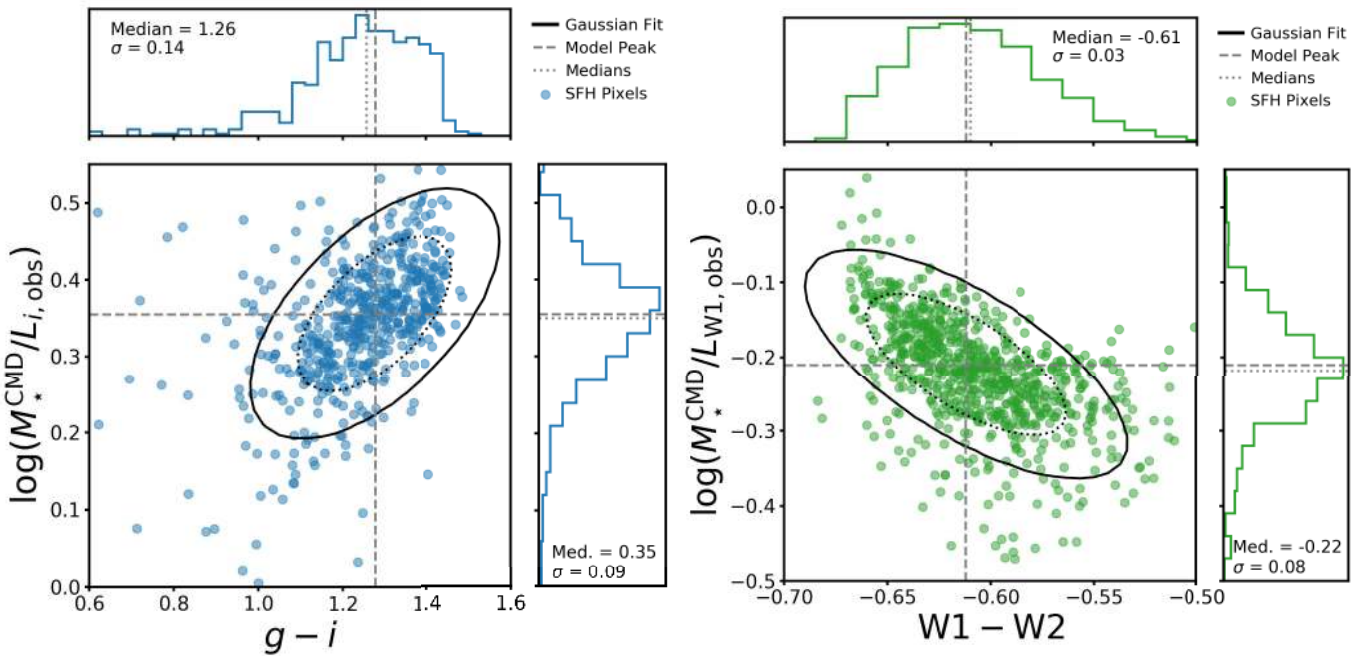 Median = 1.26
σ = 0.14
Gaussian Fit
Model Peak
Medians
SFH Pixels
log(M⋆^CMD/L_i, obs)
0.5
0.4
0.3
0.2
0.1
0.0
0.6 0.8 1.0 1.2 1.4 1.6
g − i
Med. = 0.35
σ = 0.09
Median = -0.61
σ = 0.03
Gaussian Fit
Model Peak
Medians
SFH Pixels
log(M⋆^CMD/L_W1, obs)
0.0
−0.1
−0.2
−0.3
−0.4
−0.5
−0.70 −0.65 −0.60 −0.55 −0.50
W1 − W2
Med. = -0.22
σ = 0.08